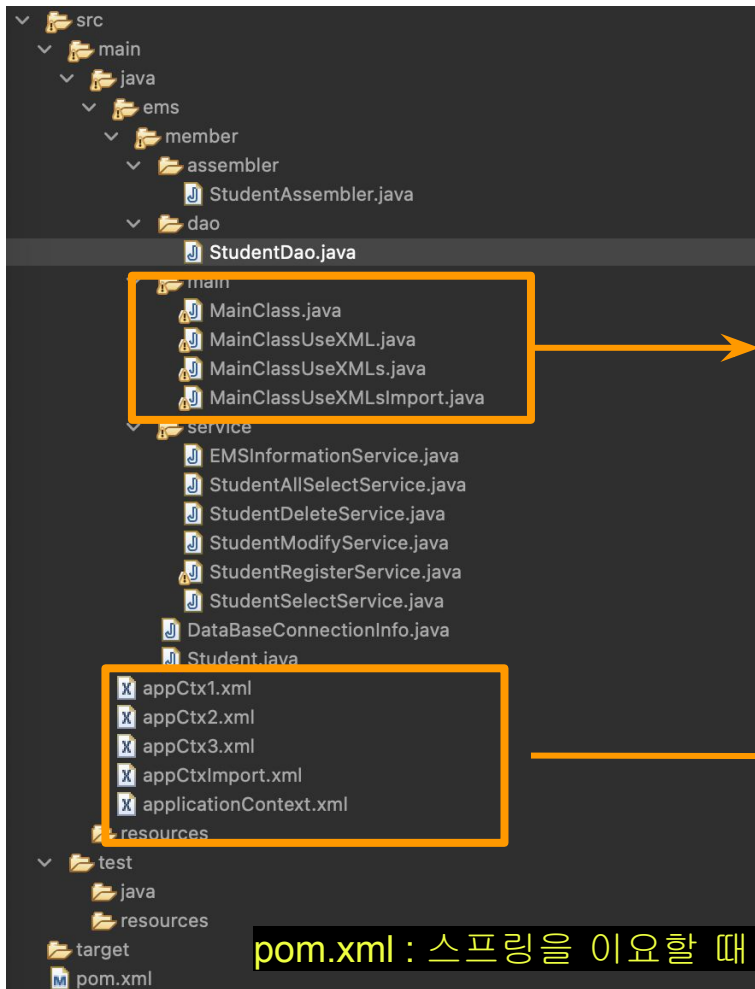 src
main
java
ems
member
assembler
StudentAssembler.java
dao
StudentDao.java
main
MainClass.java
MainClassUseXML.java
MainClassUseXMLs.java
MainClassUseXMLsImport.java
service
EMSInformationService.java
StudentAllSelectService.java
StudentDeleteService.java
StudentModifyService.java
StudentRegisterService.java
StudentSelectService.java
DataBaseConnectionInfo.java
Student.java
appCtx1.xml
appCtx2.xml
appCtx3.xml
appCtxImport.xml
applicationContext.xml
resources
test
java
resources
target
pom.xml : 스프링을 이요할 때
pom.xml